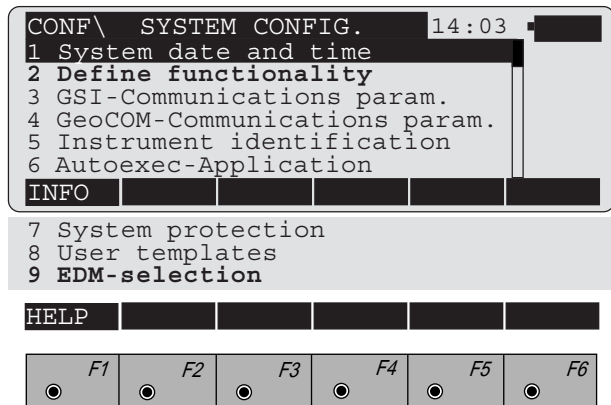 CONF\ SYSTEM CONFIG. 14:03
1 System date and time
2 Define functionality
3 GSI-Communications param.
4 GeoCOM-Communications param.
5 Instrument identification
6 Autoexec-Application
INFO
7 System protection
8 User templates
9 EDM-selection
HELP
F1 F2 F3 F4 F5 F6